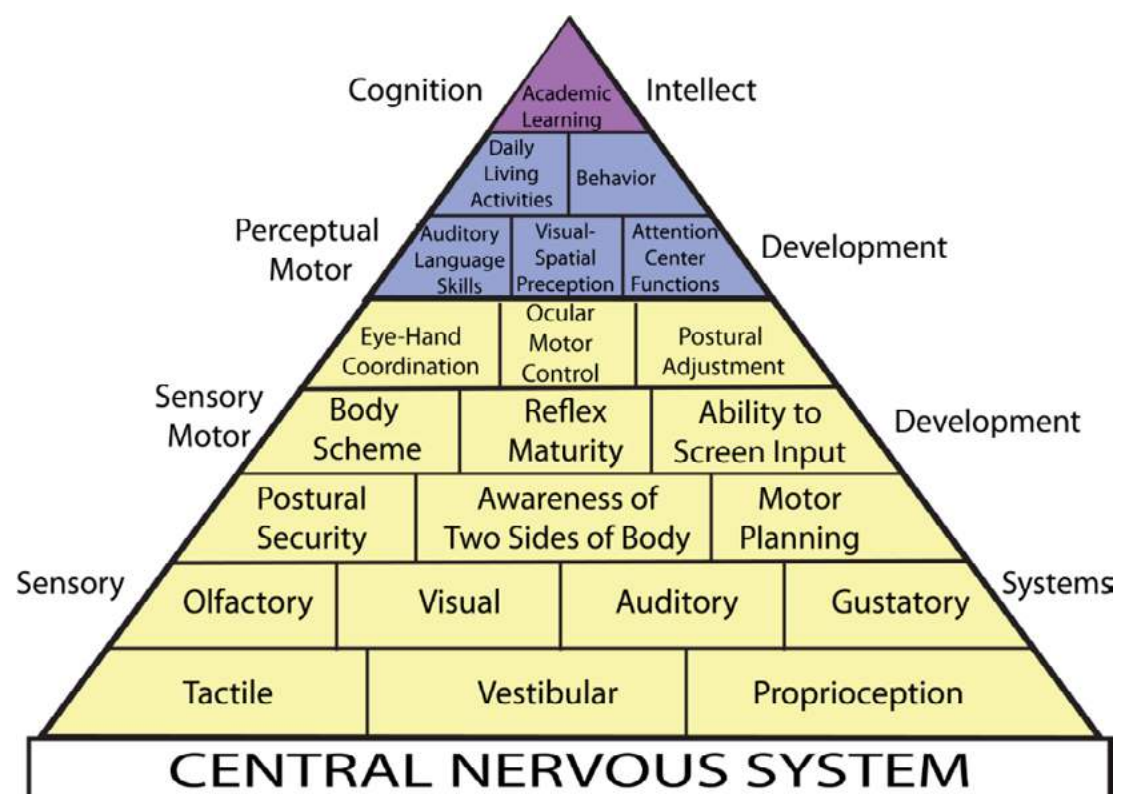 Cognition
Academic
Learning
Intellect
Daily
Living
Activities
Behavior
Perceptual
Motor
Auditory
Language
Skills
Visual-
Spatial
Preception
Attention
Center
Functions
Development
Eye-Hand
Coordination
Ocular
Motor
Control
Postural
Adjustment
Sensory
Motor
Body
Scheme
Reflex
Maturity
Ability to
Screen Input
Development
Postural
Security
Awareness of
Two Sides of Body
Motor
Planning
Sensory
Olfactory
Visual
Auditory
Gustatory
Systems
Tactile
Vestibular
Proprioception
CENTRAL NERVOUS SYSTEM